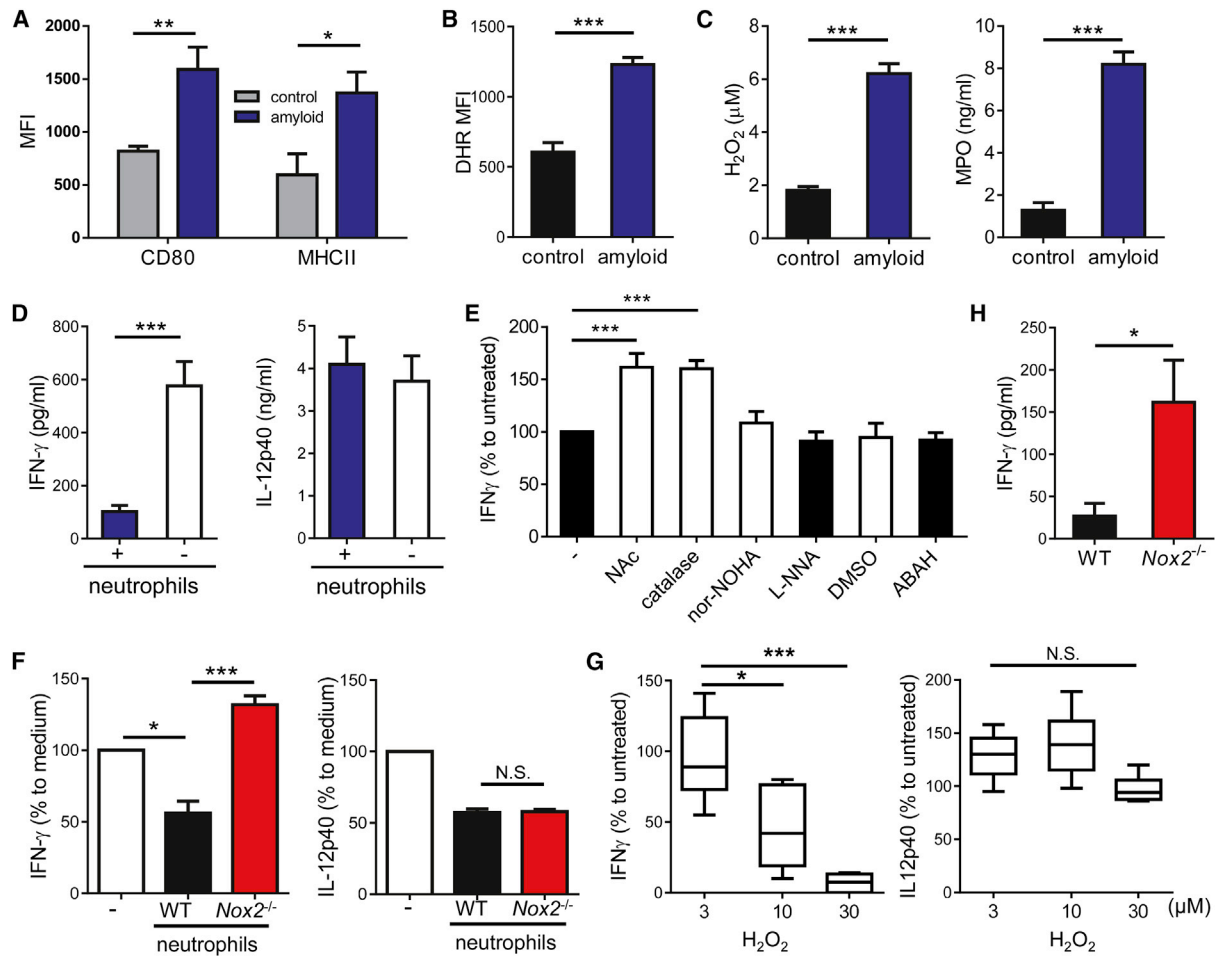 A
MFI
2000
1500
1000
500
0
**
*
control
amyloid
CD80
MHCII
B
DHR MFI
1500
1000
500
0
***
control
amyloid
C
H₂O₂ (μM)
8
6
4
2
0
***
control
amyloid
MPO (ng/ml)
10
8
6
4
2
0
***
control
amyloid
D
IFN-γ (pg/ml)
800
600
400
200
0
***
+
-
neutrophils
IL-12p40 (ng/ml)
5
4
3
2
1
0
+
-
neutrophils
E
IFNγ (% to untreated)
200
150
100
50
0
***
***
-
NAc
catalase
nor-NOHA
L-NNA
DMSO
ABAH
H
IFN-γ (pg/ml)
250
200
150
100
50
0
*
WT
Nox2⁻/⁻
F
IFN-γ (% to medium)
150
100
50
0
*
***
-
WT
Nox2⁻/⁻
neutrophils
IL-12p40 (% to medium)
150
100
50
0
N.S.
-
WT
Nox2⁻/⁻
neutrophils
G
IFNγ (% to untreated)
150
100
50
0
***
*
3
10
30
H₂O₂
IL12p40 (% to untreated)
200
150
100
50
0
N.S.
3
10
30
(μM)
H₂O₂